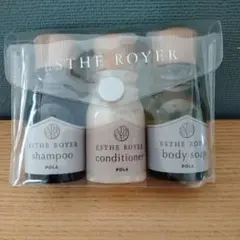 ESTHE ROYER
ESTHE ROYER
shampoo
POLA
ESTHE ROYER
conditioner
POLA
ESTHE ROYER
body soap
POLA